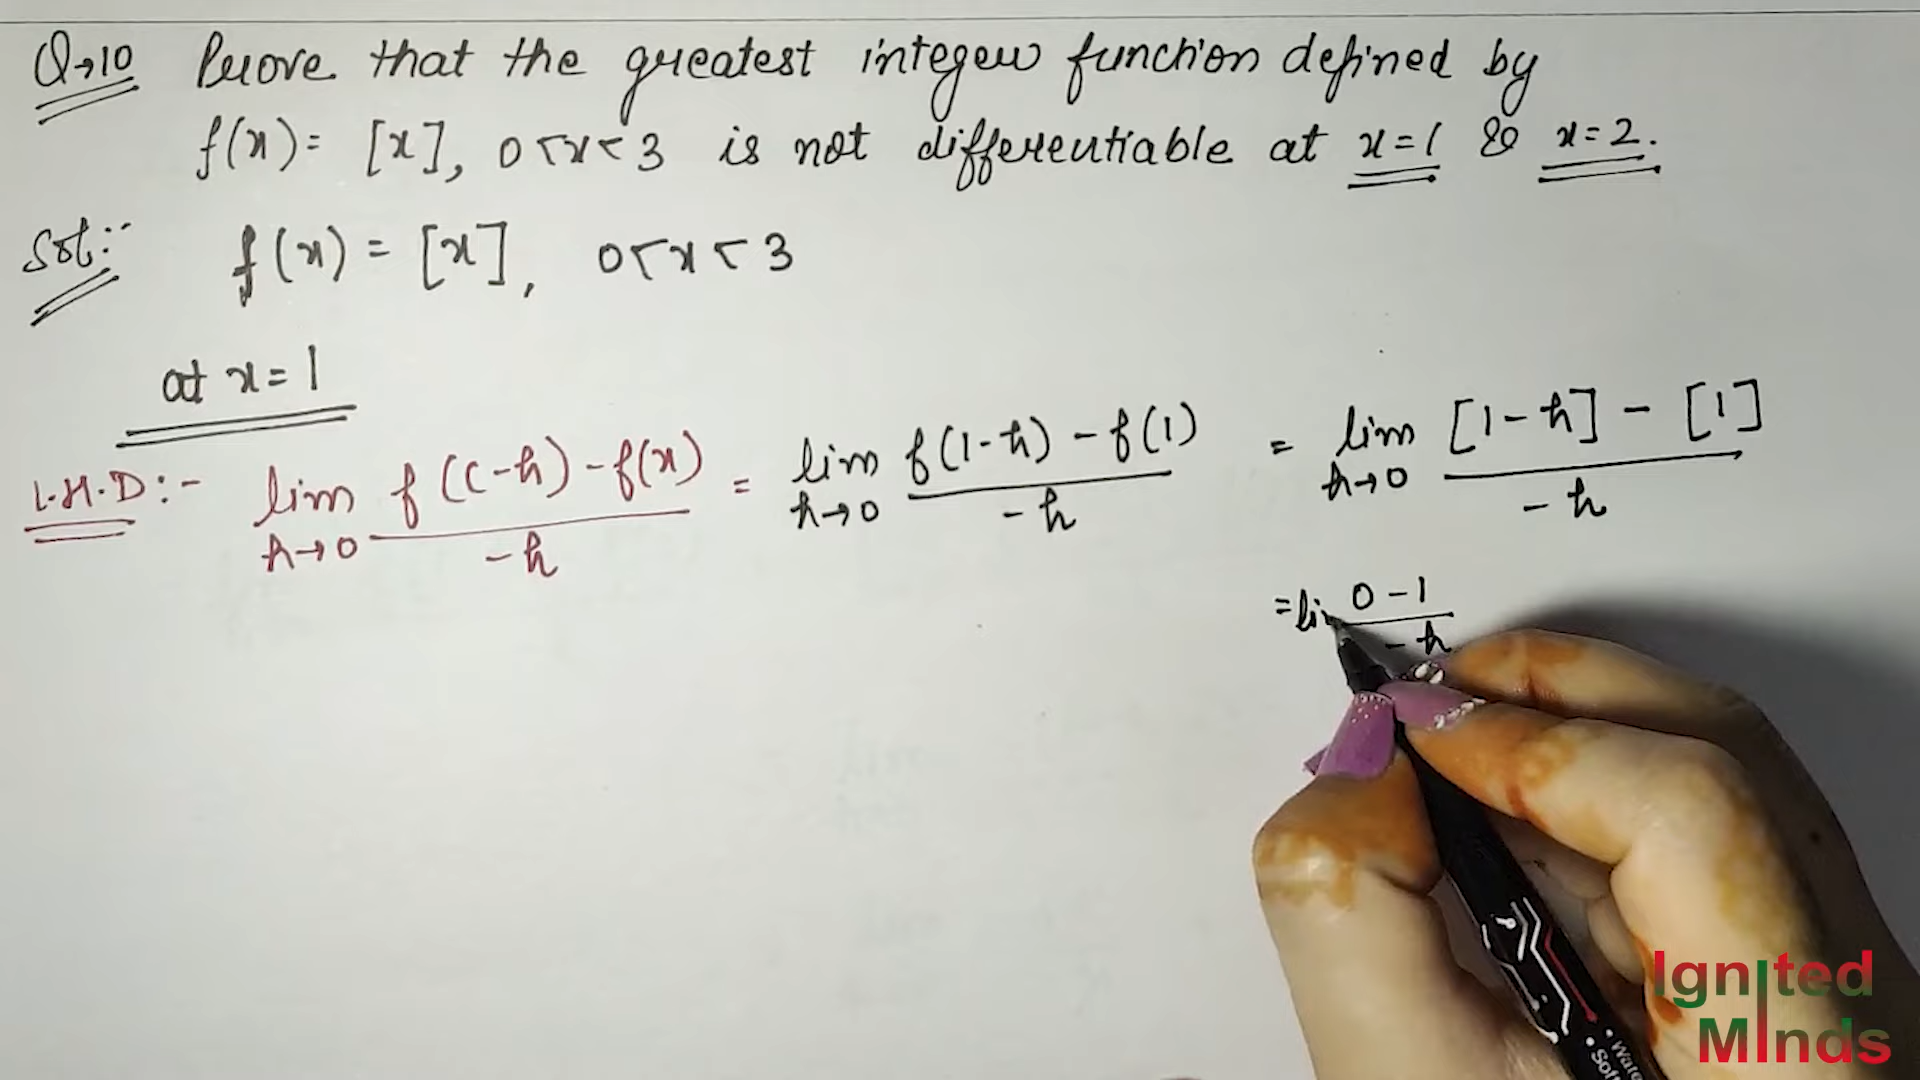 Q→10 Prove that the greatest integer function defined by
f(x) = [x], 0<x<3 is not differentiable at x=1 & x=2.
Sol:- f(x) = [x], 0<x<3
at x=1
L.H.D:- lim h→0 f(c-h)-f(x) / -h = lim h→0 f(1-h)-f(1) / -h = lim h→0 [1-h] - [1] / -h
= li 0-1 / -h
Ignited
Minds